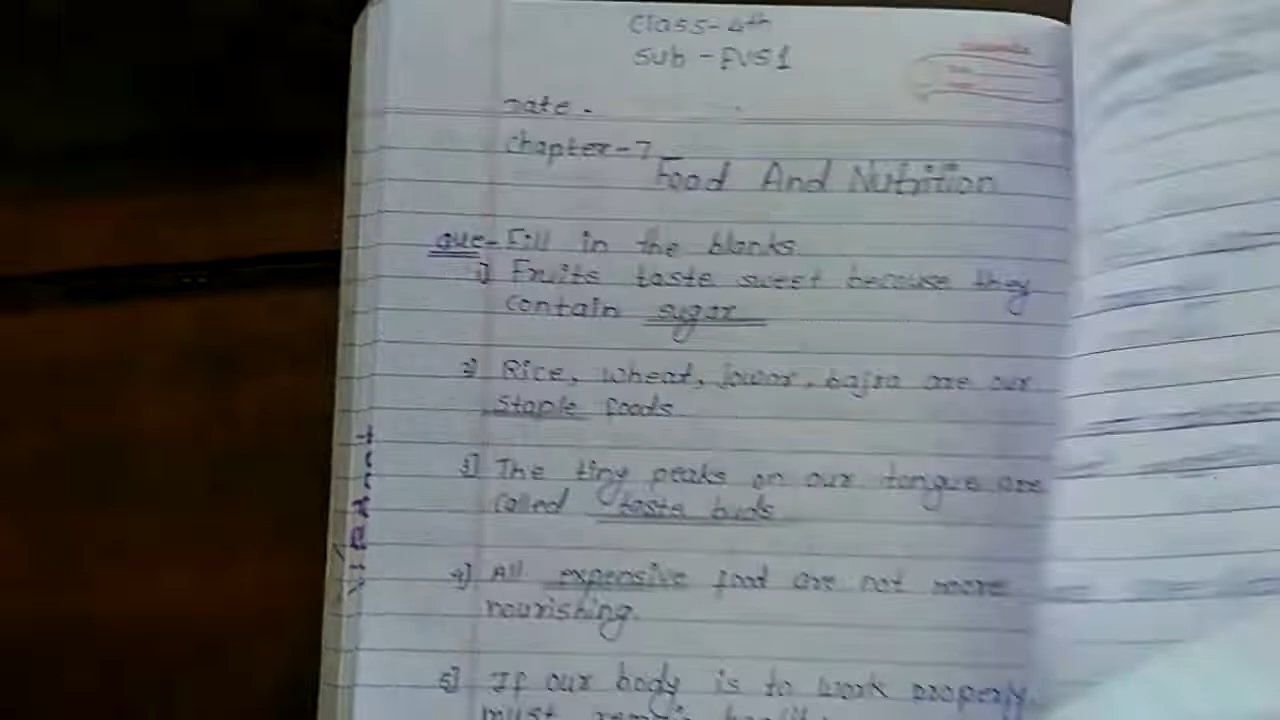 Class-4th
Sub - EVS1
Date -
Chapter-7
Food And Nutrition
Que- Fill in the blanks
1] Fruits taste sweet because they
contain sugar
2] Rice, wheat, jowar, bajra are our
staple foods
3] The tiny peaks on our tongue are
called taste buds
4] All expensive food are not more
nourishing.
5] If our body is to work properly,
must